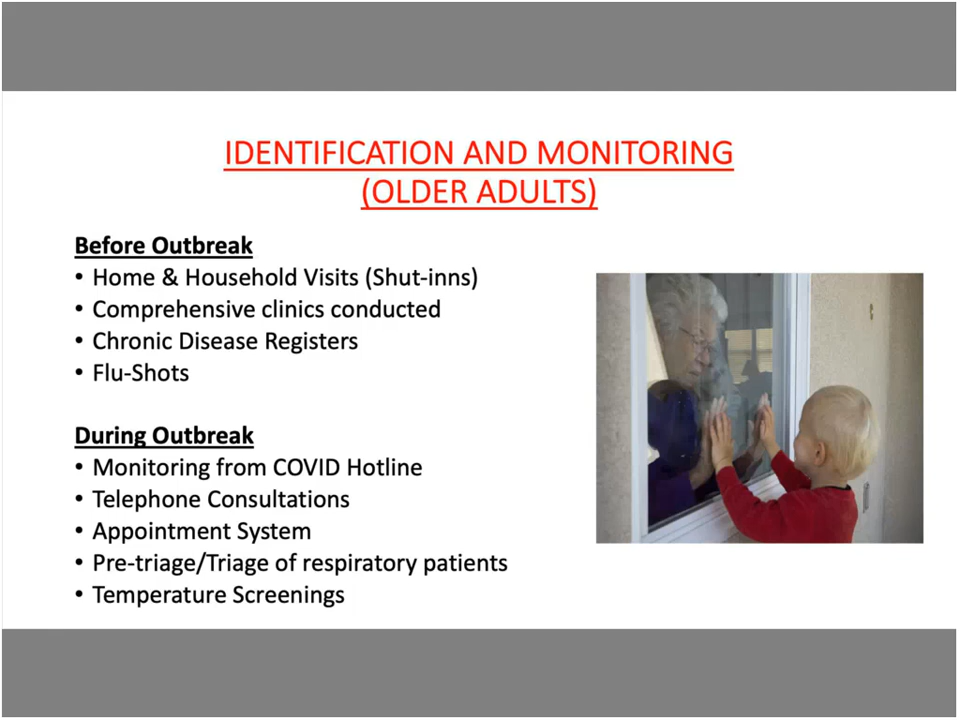 IDENTIFICATION AND MONITORING
(OLDER ADULTS)
Before Outbreak
• Home & Household Visits (Shut-inns)
• Comprehensive clinics conducted
• Chronic Disease Registers
• Flu-Shots
During Outbreak
• Monitoring from COVID Hotline
• Telephone Consultations
• Appointment System
• Pre-triage/Triage of respiratory patients
• Temperature Screenings